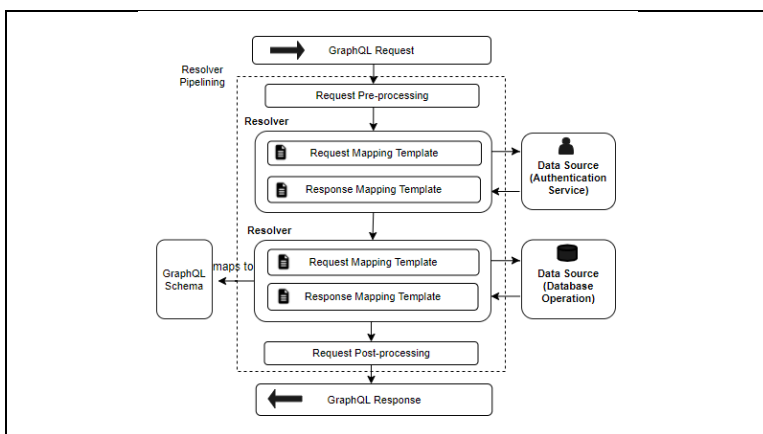 GraphQL Request
Resolver
Pipelining
Request Pre-processing
Resolver
Request Mapping Template
Response Mapping Template
Data Source
(Authentication
Service)
Resolver
Request Mapping Template
Response Mapping Template
GraphQL
Schema
maps to
Data Source
(Database
Operation)
Request Post-processing
GraphQL Response